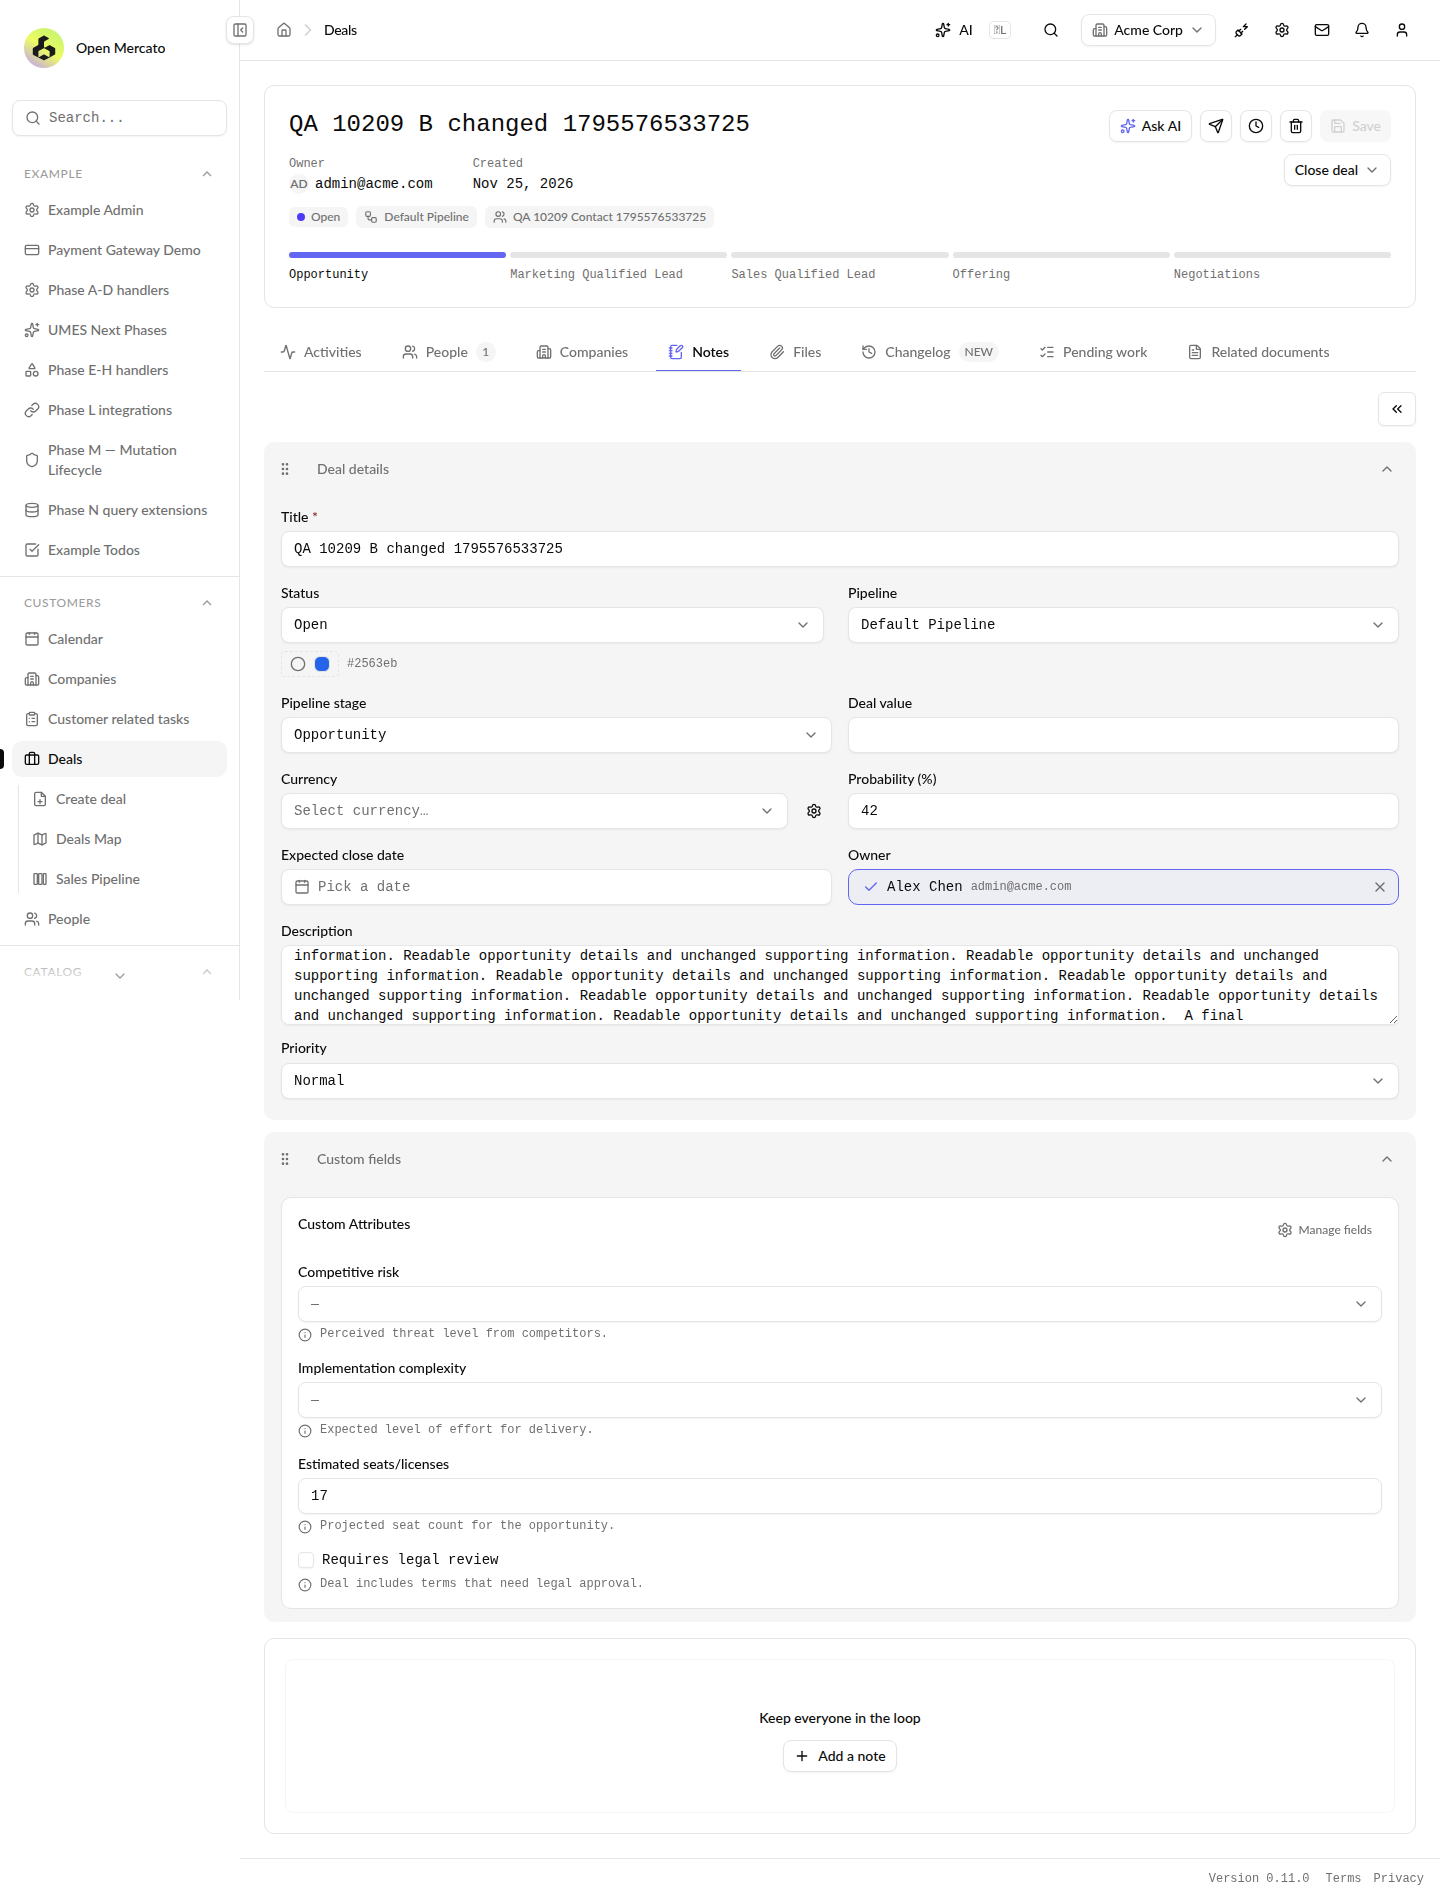 Open Mercato
Deals
AI
L
Acme Corp
Search...
EXAMPLE
Example Admin
Payment Gateway Demo
Phase A-D handlers
UMES Next Phases
Phase E-H handlers
Phase L integrations
Phase M — Mutation
Lifecycle
Phase N query extensions
Example Todos
CUSTOMERS
Calendar
Companies
Customer related tasks
Deals
Create deal
Deals Map
Sales Pipeline
People
CATALOG
QA 10209 B changed 1795576533725
Ask AI
Save
Owner
Created
AD admin@acme.com
Nov 25, 2026
Close deal
Open
Default Pipeline
QA 10209 Contact 1795576533725
Opportunity
Marketing Qualified Lead
Sales Qualified Lead
Offering
Negotiations
Activities
People 1
Companies
Notes
Files
Changelog NEW
Pending work
Related documents
Deal details
Title *
QA 10209 B changed 1795576533725
Status
Pipeline
Open
Default Pipeline
#2563eb
Pipeline stage
Deal value
Opportunity
Currency
Probability (%)
Select currency…
42
Expected close date
Owner
Pick a date
Alex Chen admin@acme.com
Description
information. Readable opportunity details and unchanged supporting information. Readable opportunity details and unchanged
supporting information. Readable opportunity details and unchanged supporting information. Readable opportunity details and
unchanged supporting information. Readable opportunity details and unchanged supporting information. Readable opportunity details
and unchanged supporting information. Readable opportunity details and unchanged supporting information.  A final
Priority
Normal
Custom fields
Custom Attributes
Manage fields
Competitive risk
—
Perceived threat level from competitors.
Implementation complexity
—
Expected level of effort for delivery.
Estimated seats/licenses
17
Projected seat count for the opportunity.
Requires legal review
Deal includes terms that need legal approval.
Keep everyone in the loop
Add a note
Version 0.11.0
Terms
Privacy